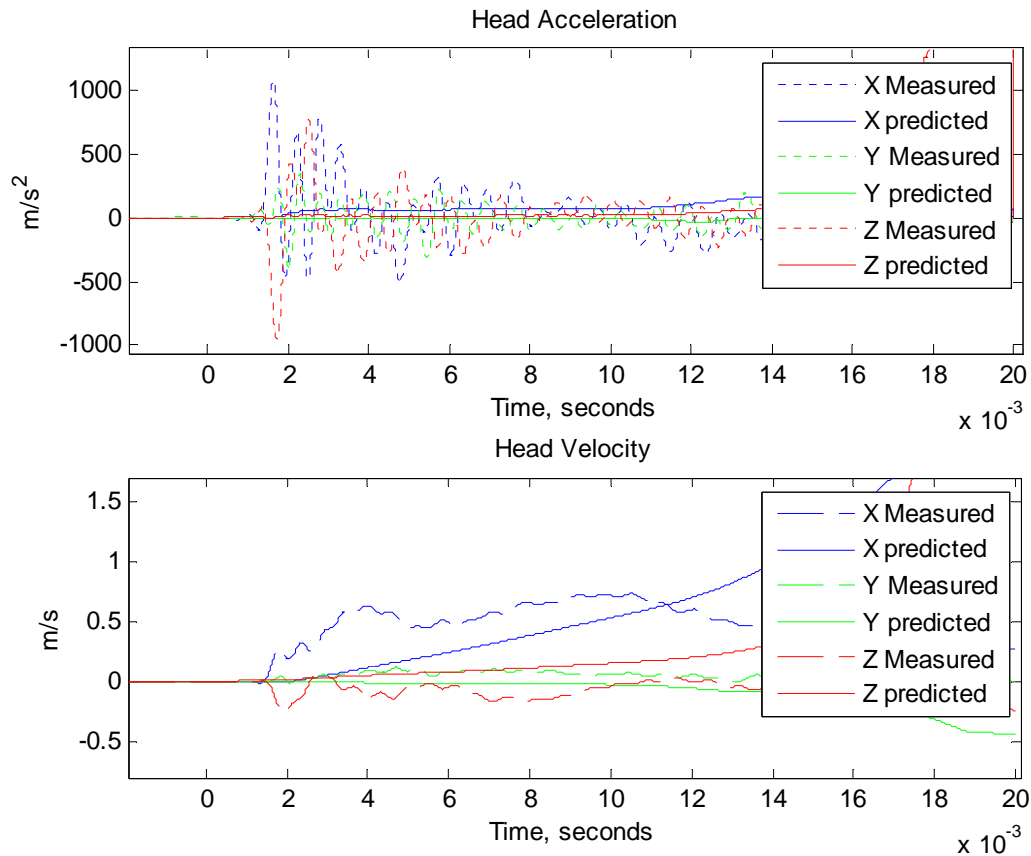 Head Acceleration
1000
500
0
-500
-1000
m/s2
X Measured
X predicted
Y Measured
Y predicted
Z Measured
Z predicted
0 2 4 6 8 10 12 14 16 18 20
Time, seconds
x 10-3
Head Velocity
1.5
1
0.5
0
-0.5
m/s
X Measured
X predicted
Y Measured
Y predicted
Z Measured
Z predicted
0 2 4 6 8 10 12 14 16 18 20
Time, seconds
x 10-3